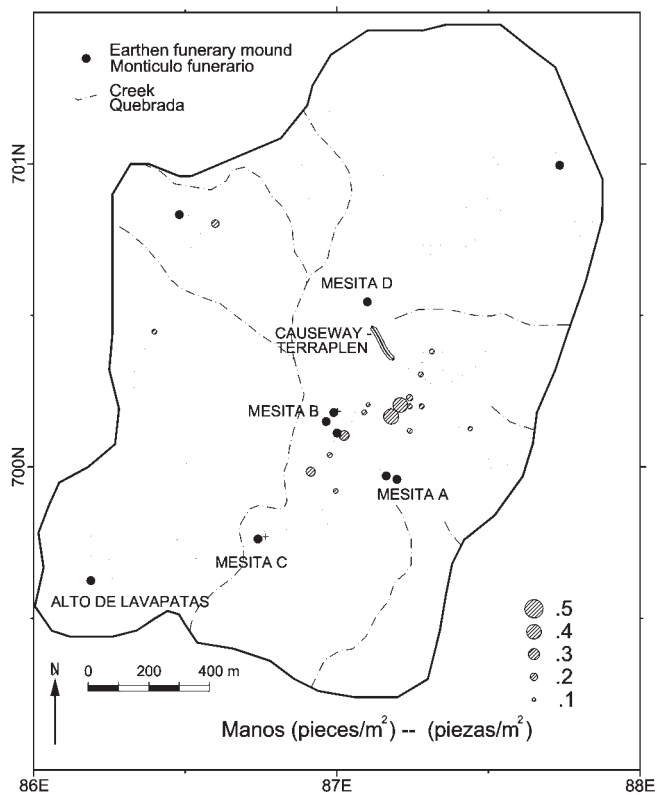 Earthen funerary mound
Monticulo funerario
Creek
Quebrada
701N
MESITA D
CAUSEWAY
TERRAPLEN
MESITA B
700N
MESITA A
MESITA C
ALTO DE LAVAPATAS
.5
.4
.3
.2
.1
N
0 200 400 m
Manos (pieces/m²) -- (piezas/m²)
86E 87E 88E